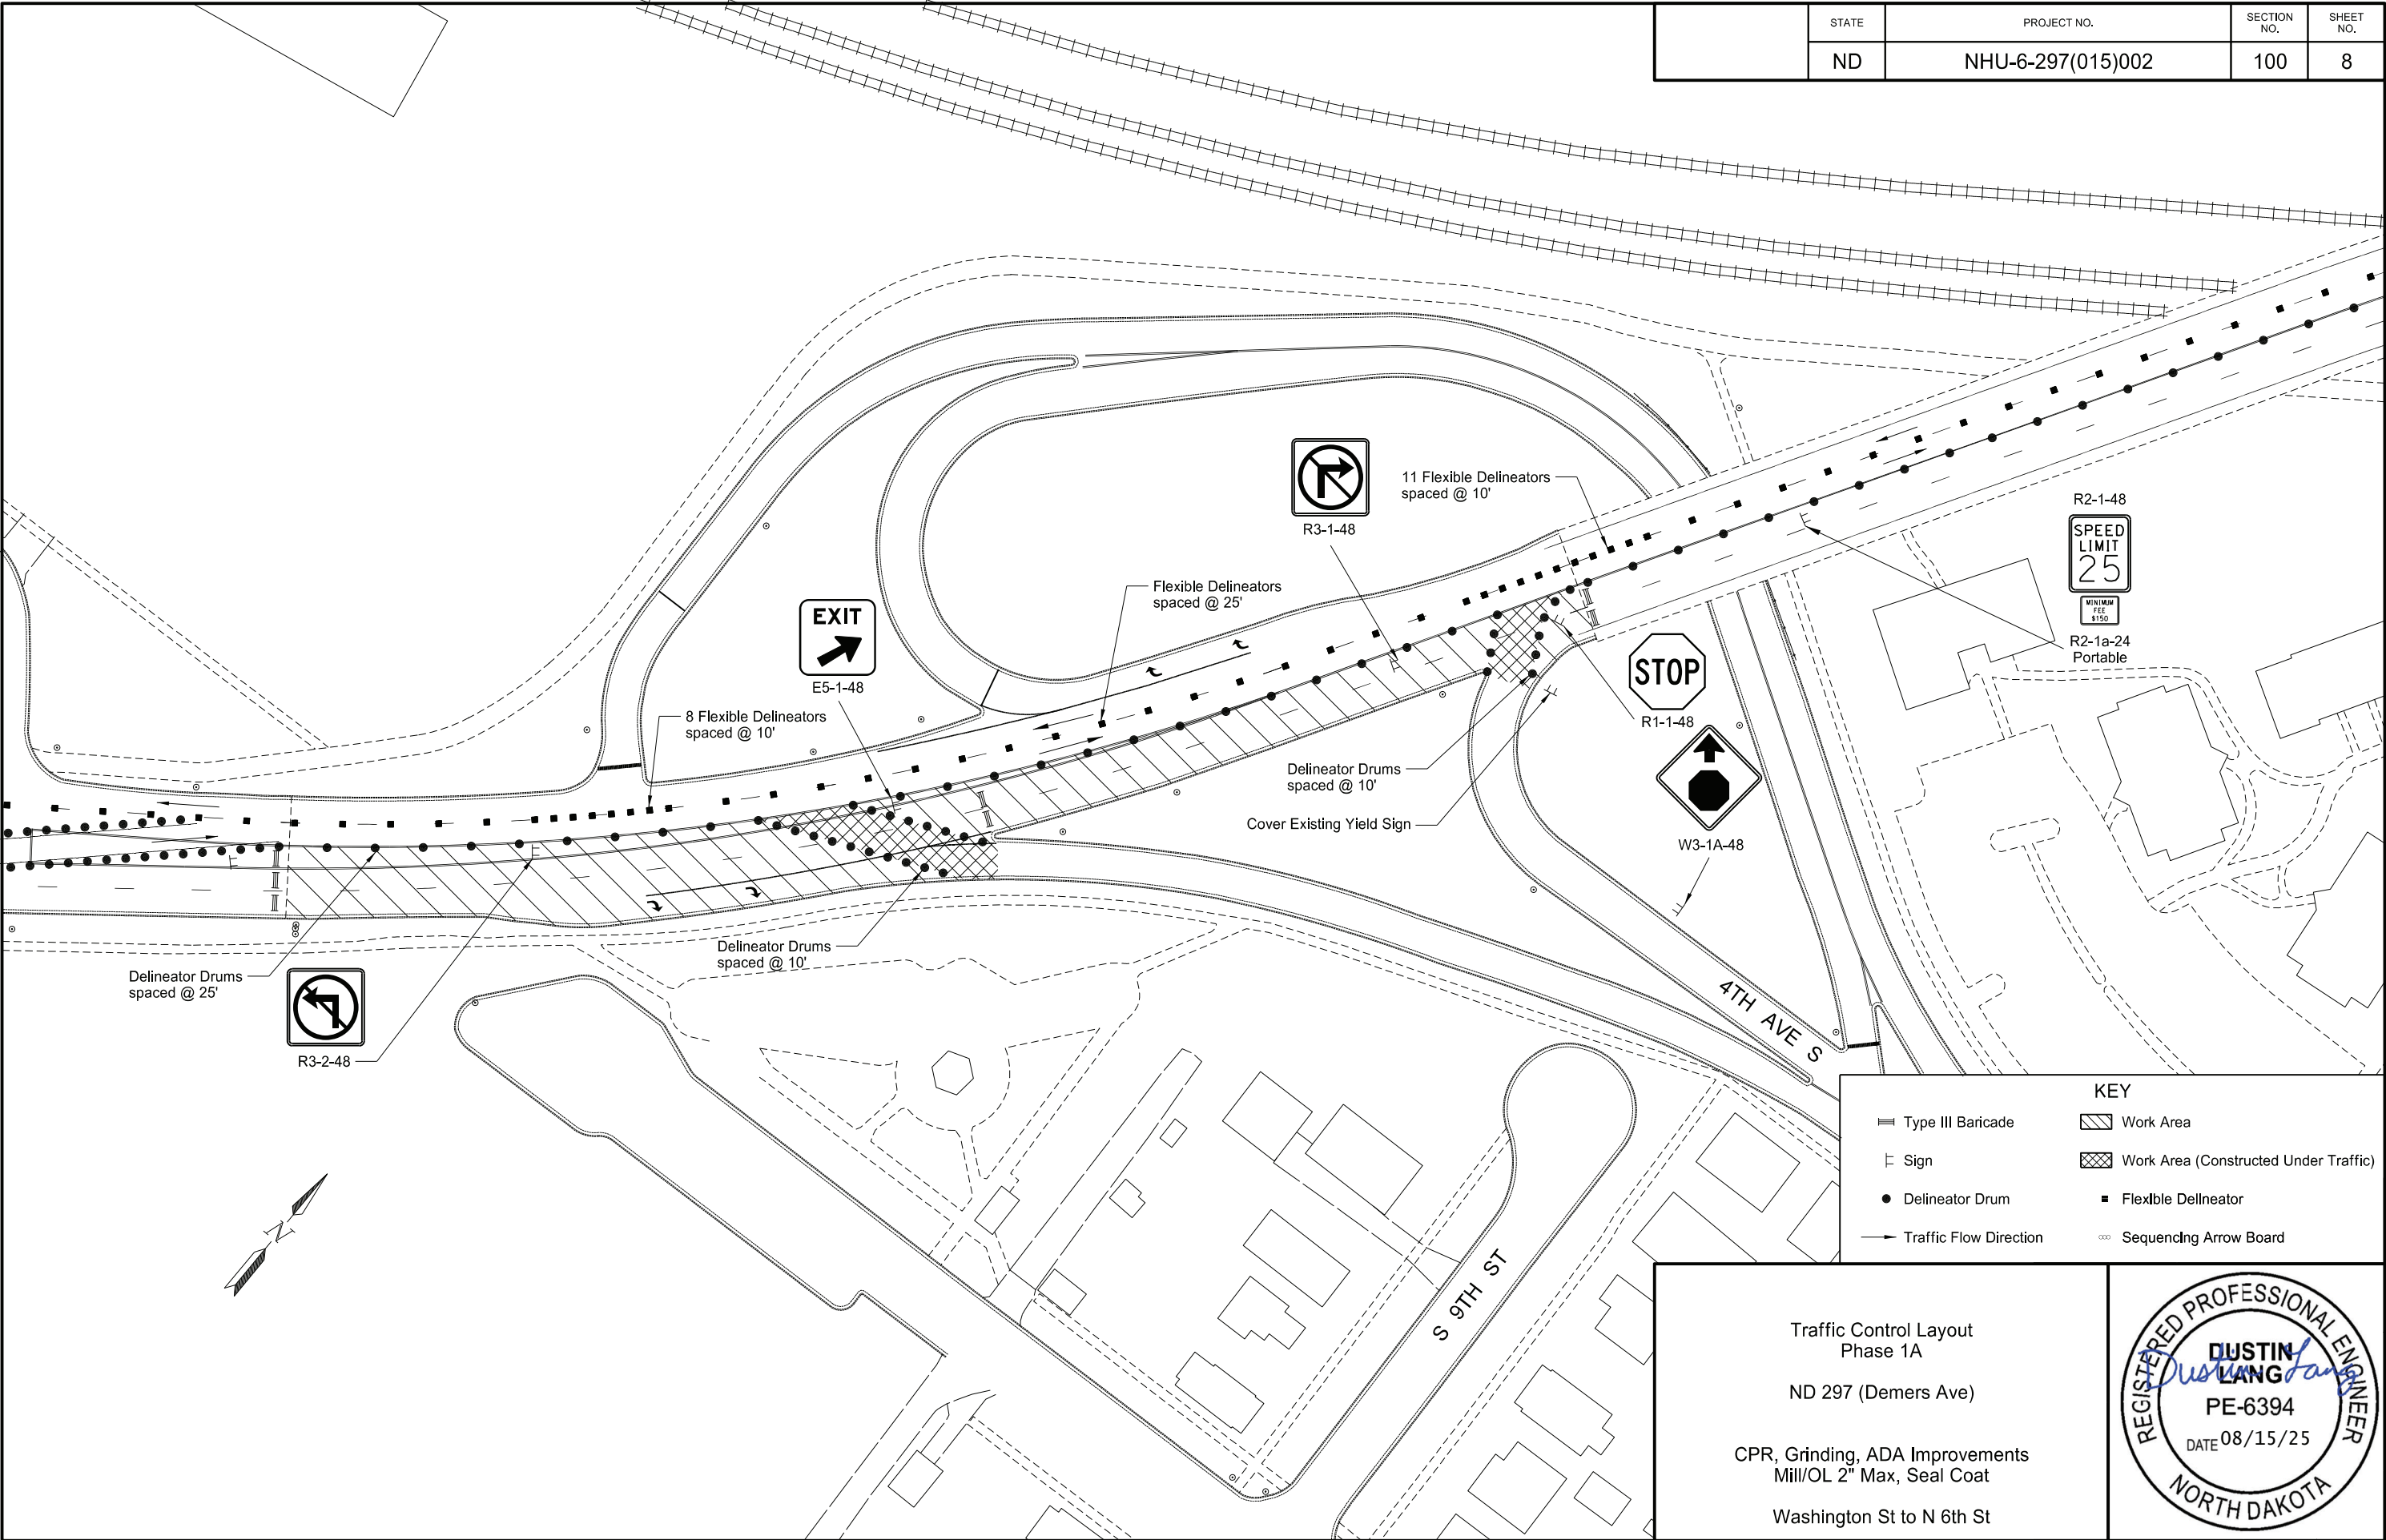 STATE
PROJECT NO.
SECTION
NO.
SHEET
NO.
ND
NHU-6-297(015)002
100
8
R3-1-48
11 Flexible Delineators
spaced @ 10'
R2-1-48
SPEED
LIMIT
25
MINIMUM
FEE
$150
R2-1a-24
Portable
Flexible Delineators
spaced @ 25'
EXIT
E5-1-48
8 Flexible Delineators
spaced @ 10'
STOP
R1-1-48
Delineator Drums
spaced @ 10'
Cover Existing Yield Sign
W3-1A-48
Delineator Drums
spaced @ 10'
Delineator Drums
spaced @ 25'
R3-2-48
4TH AVE S
S 9TH ST
N
KEY
Type III Baricade
Work Area
Sign
Work Area (Constructed Under Traffic)
Delineator Drum
Flexible Delineator
Traffic Flow Direction
Sequencing Arrow Board
Traffic Control Layout
Phase 1A
ND 297 (Demers Ave)
CPR, Grinding, ADA Improvements
Mill/OL 2" Max, Seal Coat
Washington St to N 6th St
REGISTERED PROFESSIONAL ENGINEER
DUSTIN
LANG
Dustin Lang
PE-6394
DATE 08/15/25
NORTH DAKOTA